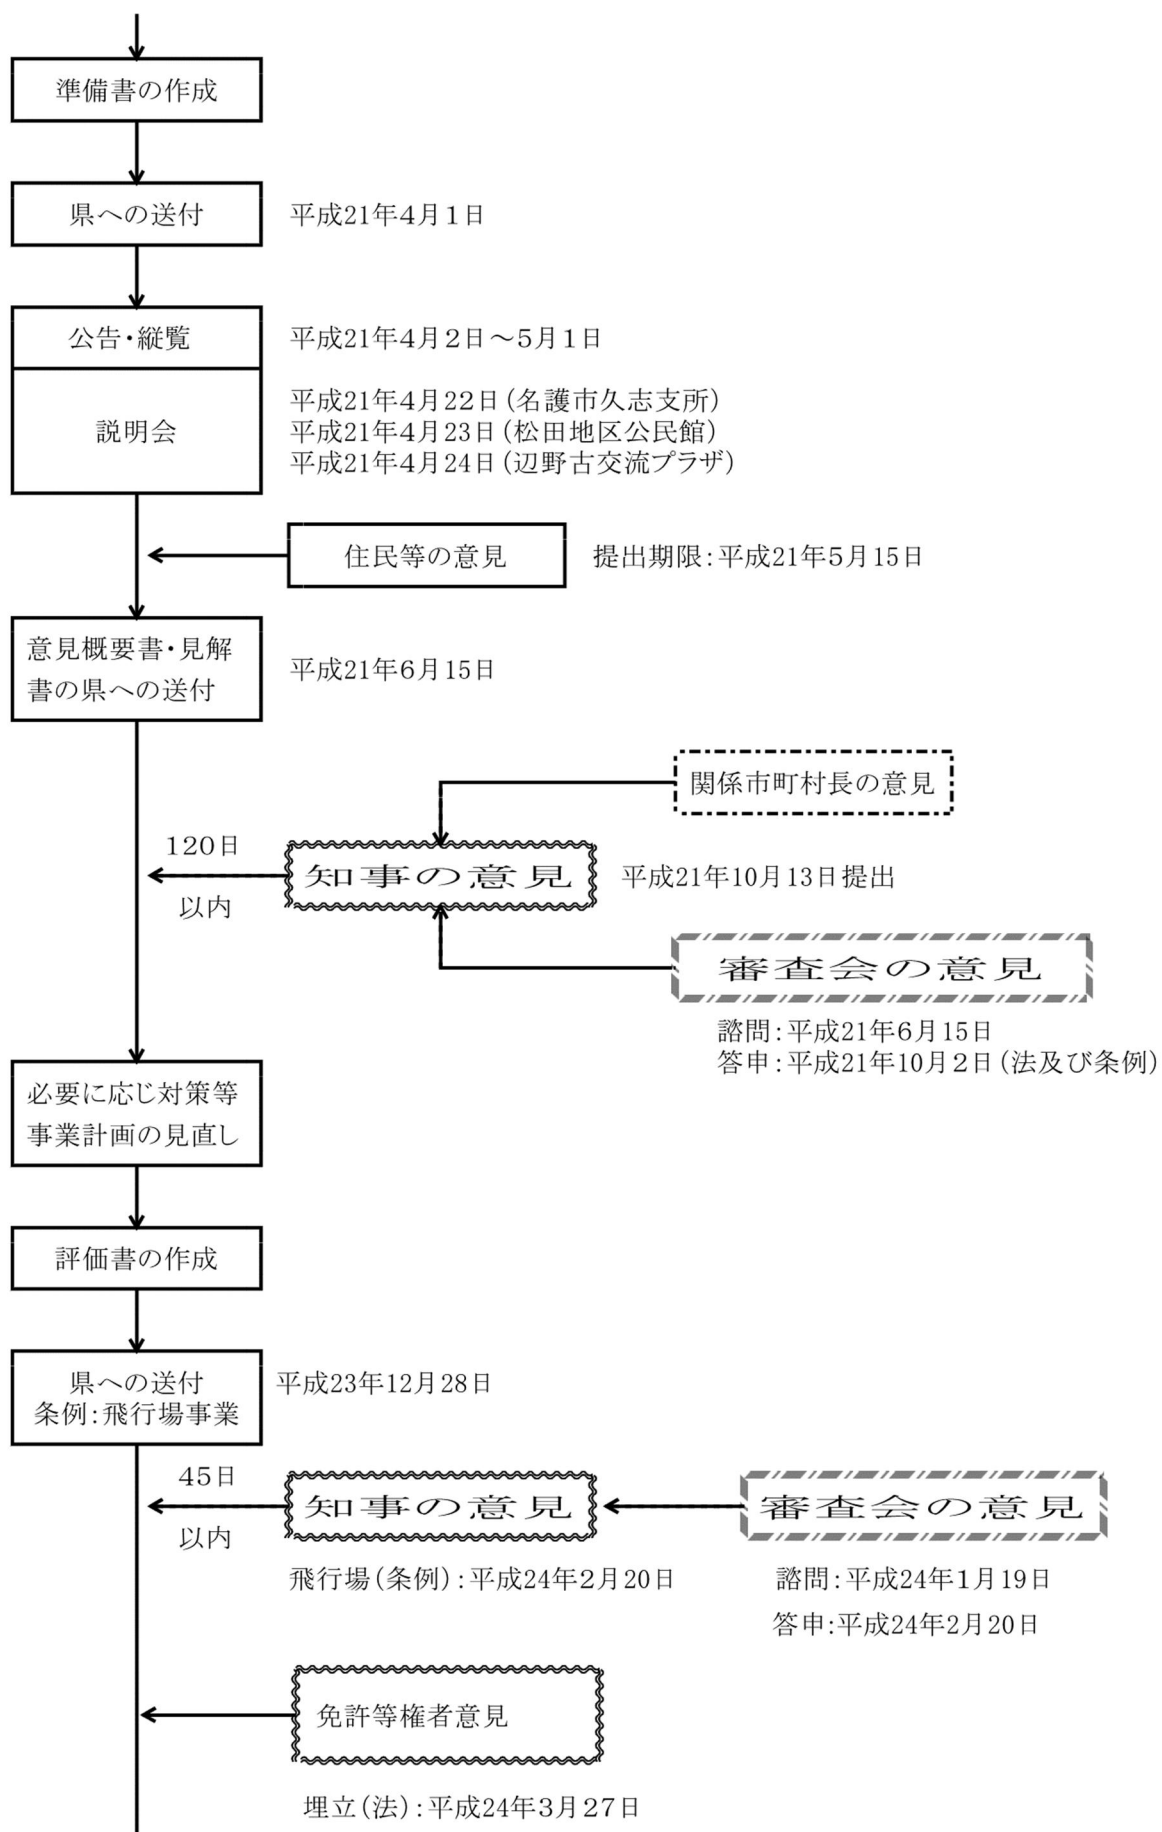 準備書の作成
県への送付
平成21年4月1日
公告・縦覧
平成21年4月2日～5月1日
説明会
平成21年4月22日(名護市久志支所)
平成21年4月23日(松田地区公民館)
平成21年4月24日(辺野古交流プラザ)
住民等の意見
提出期限:平成21年5月15日
意見概要書・見解
書の県への送付
平成21年6月15日
関係市町村長の意見
120日
以内
知事の意見
平成21年10月13日提出
審査会の意見
諮問:平成21年6月15日
答申:平成21年10月2日(法及び条例)
必要に応じ対策等
事業計画の見直し
評価書の作成
県への送付
条例:飛行場事業
平成23年12月28日
45日
以内
知事の意見
審査会の意見
飛行場(条例):平成24年2月20日
諮問:平成24年1月19日
答申:平成24年2月20日
免許等権者意見
埋立(法):平成24年3月27日